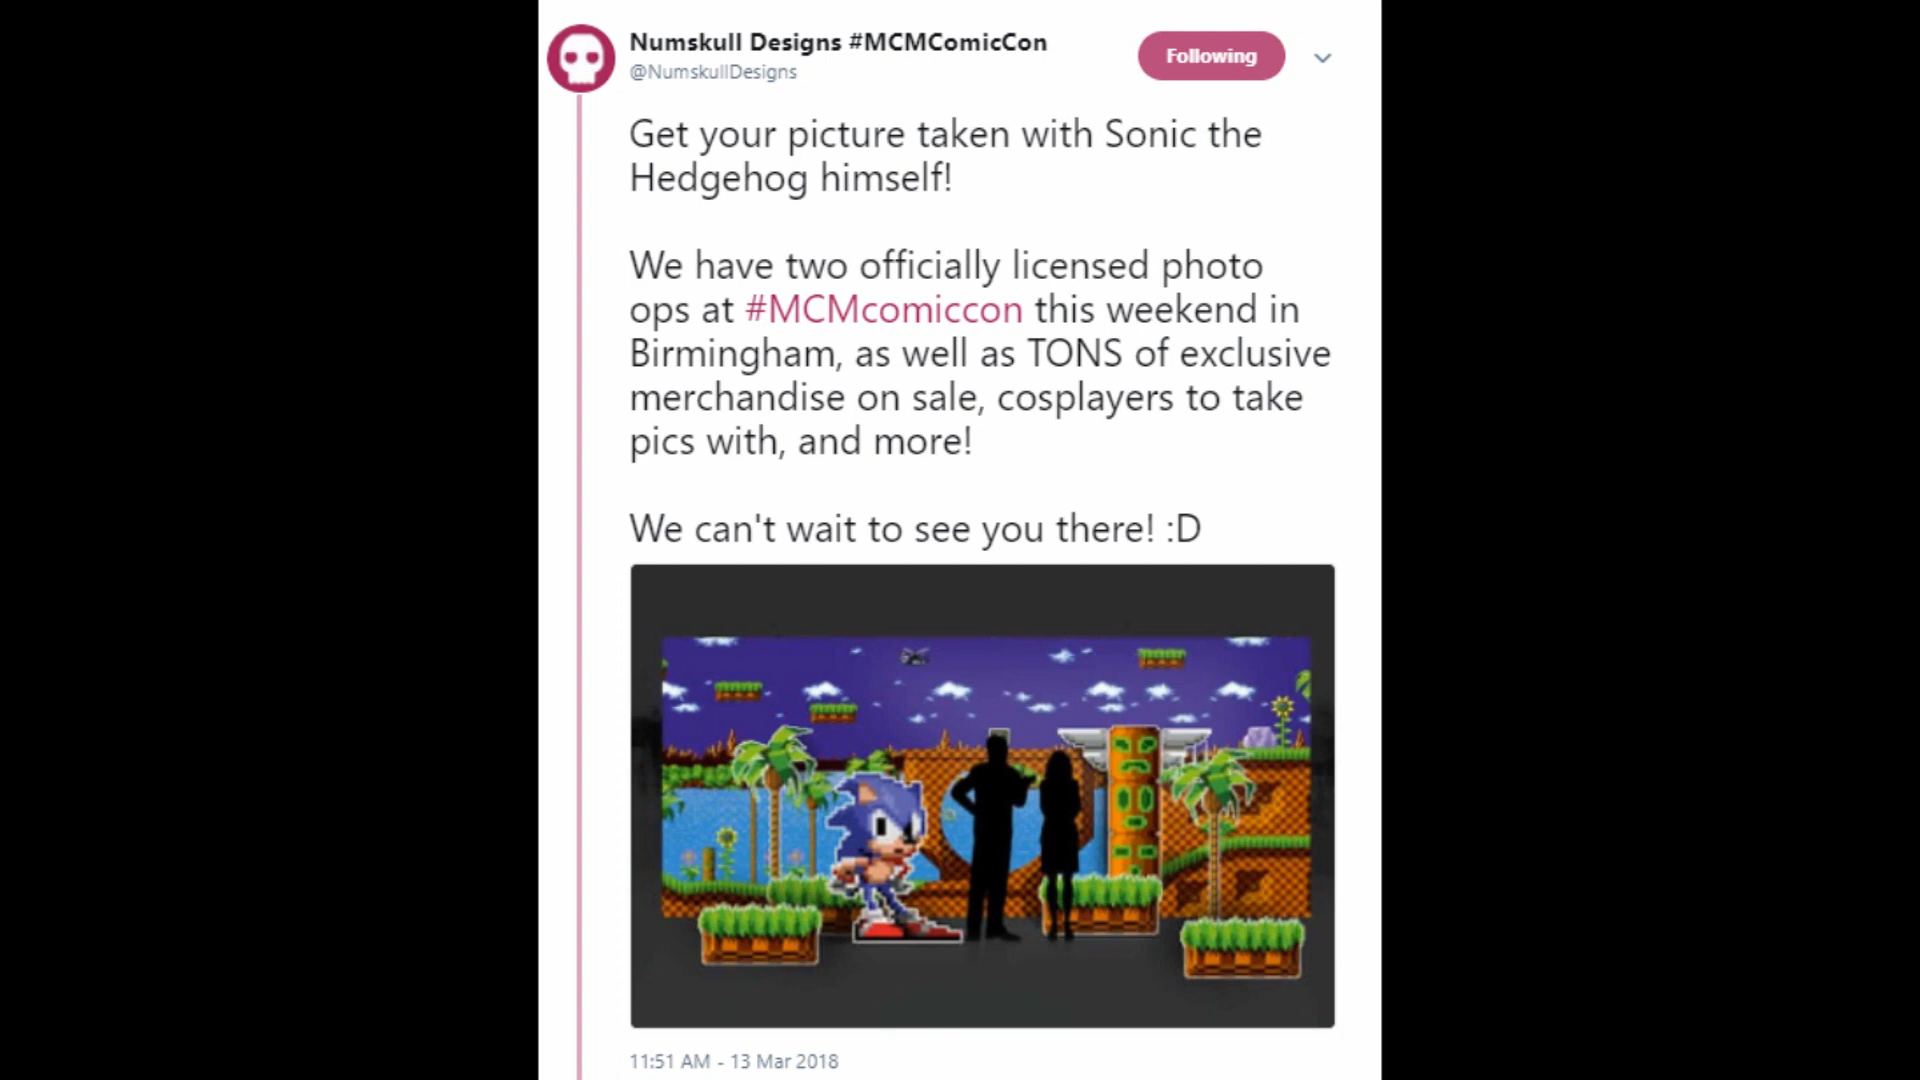 Numskull Designs #MCMComicCon
@NumskullDesigns
Following
Get your picture taken with Sonic the
Hedgehog himself!
We have two officially licensed photo
ops at #MCMcomiccon this weekend in
Birmingham, as well as TONS of exclusive
merchandise on sale, cosplayers to take
pics with, and more!
We can't wait to see you there! :D
11:51 AM - 13 Mar 2018